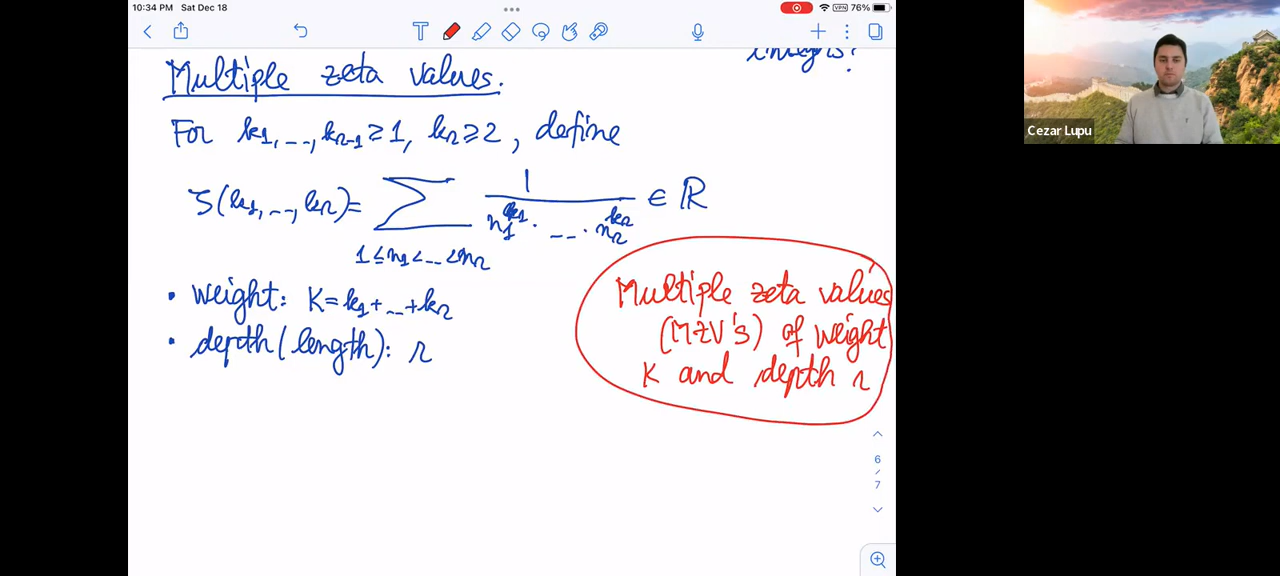 10:34 PM Sat Dec 18
VPN 76%
integrs?
Multiple zeta values.
For k₁, ..., kᵣ₋₁ ≥ 1, kᵣ ≥ 2, define
ζ(k₁, ..., kᵣ) = ∑ 1 / n₁^k₁ · ... · nᵣ^kᵣ ∈ ℝ
1 ≤ n₁ < ... < nᵣ
• weight: K = k₁ + ... + kᵣ
• depth (length): r
Multiple zeta values
(MZV's) of weight
K and depth r
6
/
7
T
Cezar Lupu